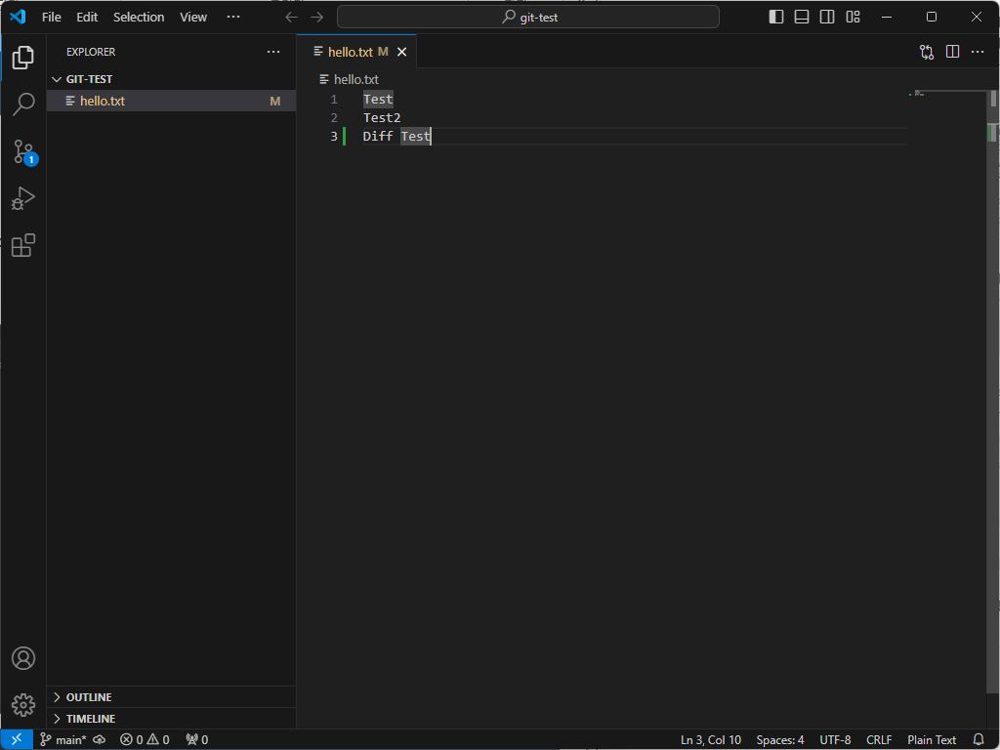 File Edit Selection View
git-test
EXPLORER
GIT-TEST
hello.txt M
hello.txt M
hello.txt
1 Test
2 Test2
3 Diff Test
1
OUTLINE
TIMELINE
main* 0 0 0
Ln 3, Col 10 Spaces: 4 UTF-8 CRLF Plain Text